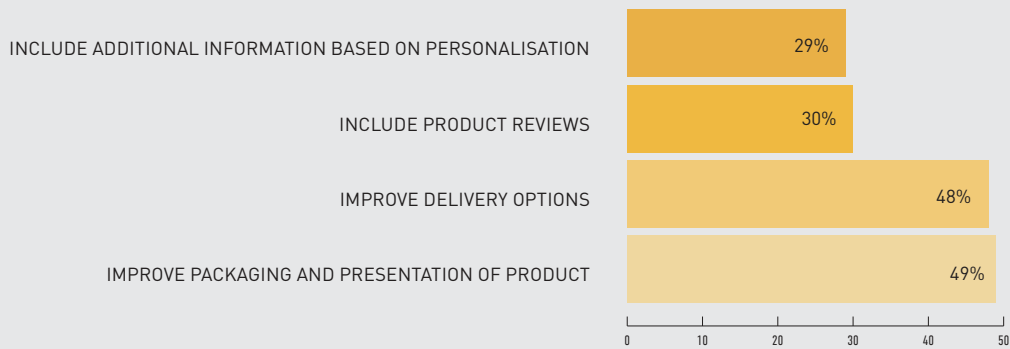 INCLUDE ADDITIONAL INFORMATION BASED ON PERSONALISATION 29%
INCLUDE PRODUCT REVIEWS 30%
IMPROVE DELIVERY OPTIONS 48%
IMPROVE PACKAGING AND PRESENTATION OF PRODUCT 49%
0 10 20 30 40 50